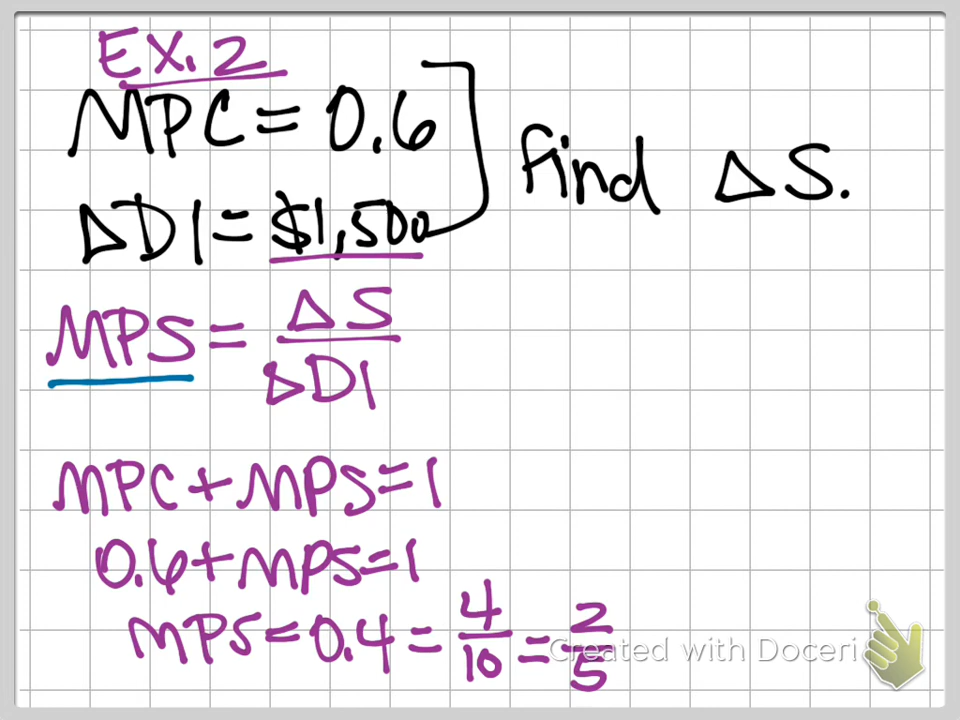 EX. 2
MPC = 0.6
ΔDI = $1,500
find ΔS.
MPS = ΔS/ΔDI
MPC + MPS = 1
0.6 + MPS = 1
MPS = 0.4 = 4/10 = 2/5
Created with Doceri